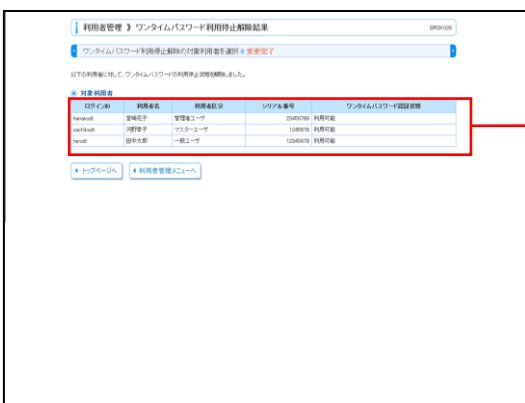 利用者管理 》 ワンタイムパスワード利用停止解除結果
ワンタイムパスワード利用停止解除の対象利用者を選択 » 変更完了
以下の利用者に対して、ワンタイムパスワードの利用停止状態を解除しました。
対象利用者
ログインID 利用者名 利用者区分 シリアル番号 ワンタイムパスワード認証状態
hanakodt 宮崎花子 管理者ユーザ 23456789 利用可能
sachikodt 河野幸子 マスターユーザ 12345678 利用可能
tarodt 田中太郎 一般ユーザ 12345678 利用可能
トップページへ 利用者管理メニューへ